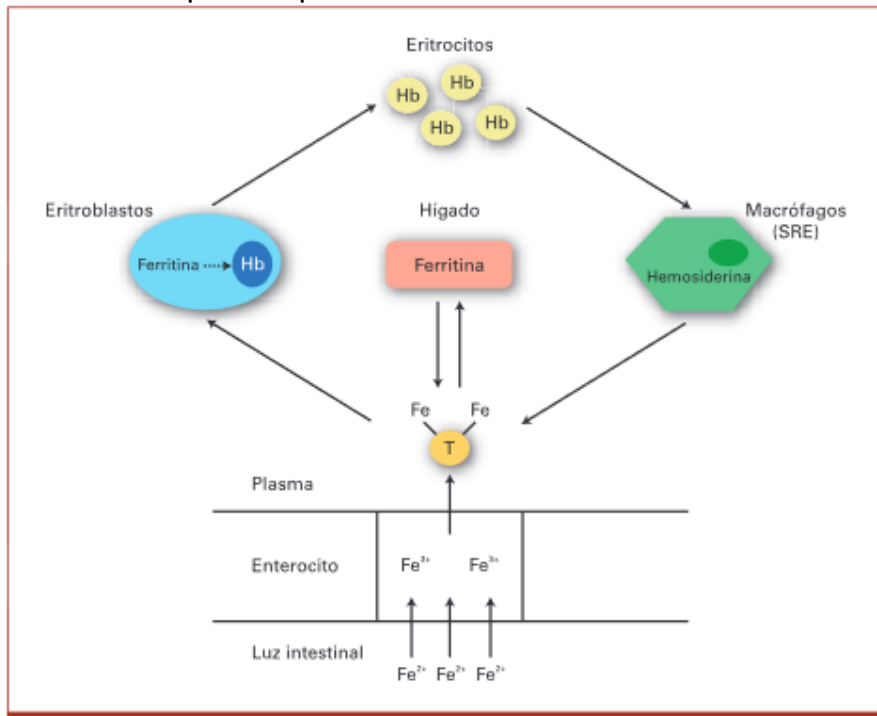 Eritrocitos
Hb
Hb
Hb
Hb
Eritroblastos
Ferritina
Hb
Hígado
Ferritina
Macrófagos
(SRE)
Hemosiderina
Fe Fe
T
Plasma
Enterocito
Fe³⁺ Fe³⁺
Luz intestinal
Fe²⁺ Fe²⁺ Fe²⁺